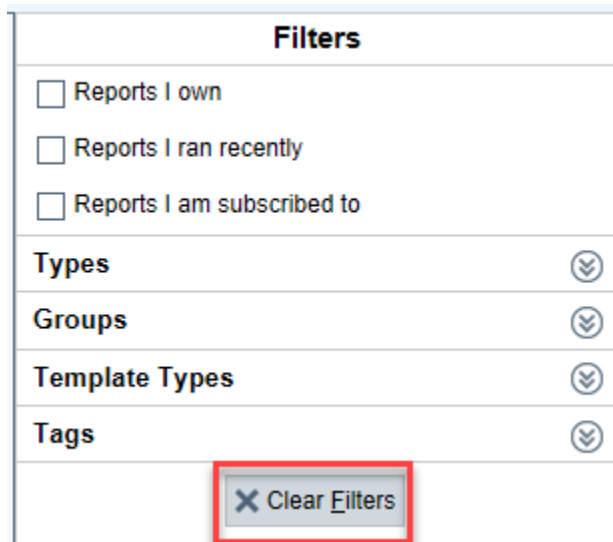 Filters
Reports I own
Reports I ran recently
Reports I am subscribed to
Types
Groups
Template Types
Tags
Clear Filters